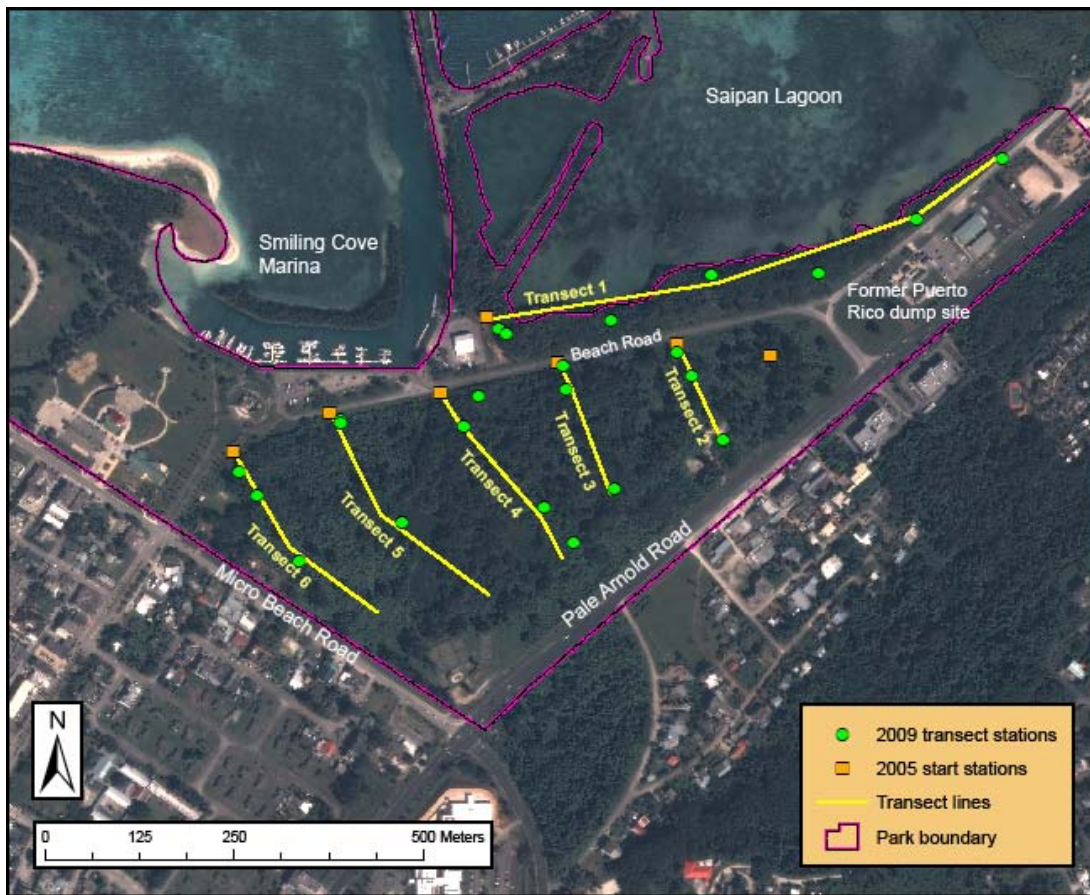 Saipan Lagoon
Smiling Cove
Marina
Transect 1
Former Puerto
Rico dump site
Beach Road
Transect 2
Transect 3
Transect 4
Transect 5
Transect 6
Micro Beach Road
Pale Arnold Road
N
0 125 250 500 Meters
2009 transect stations
2005 start stations
Transect lines
Park boundary